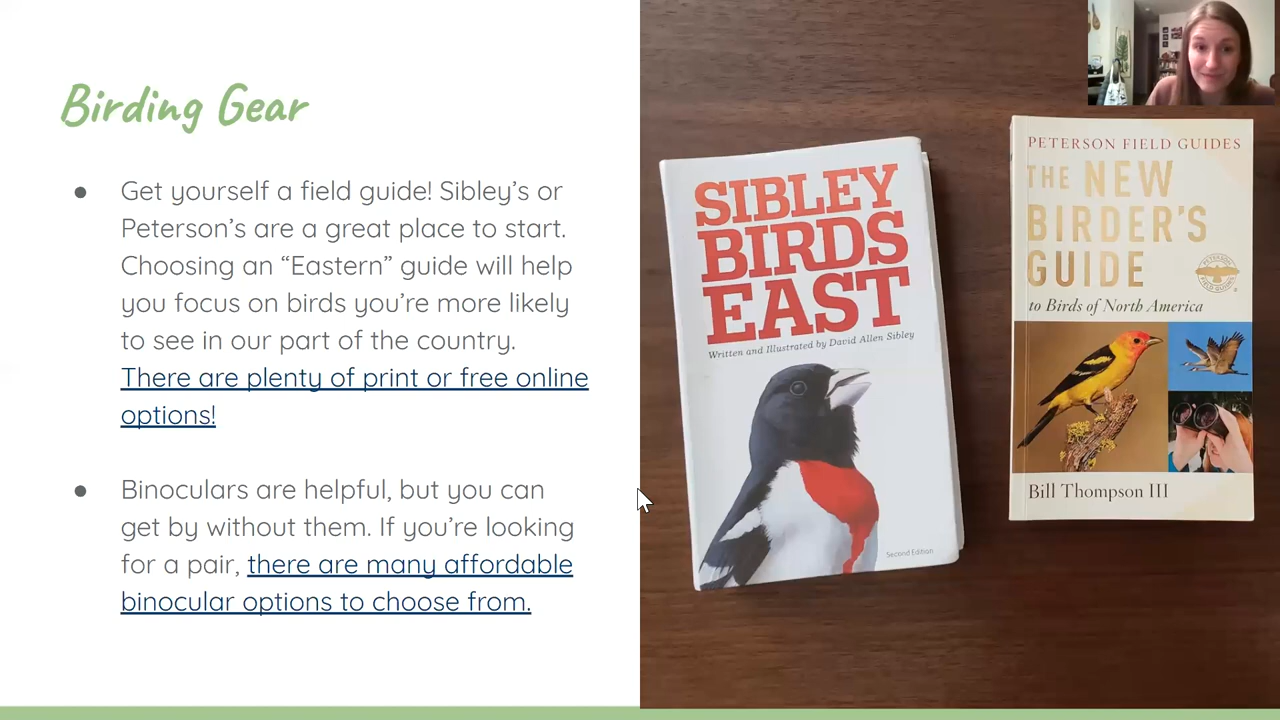 Birding Gear
● Get yourself a field guide! Sibley's or
Peterson's are a great place to start.
Choosing an “Eastern” guide will help
you focus on birds you're more likely
to see in our part of the country.
There are plenty of print or free online
options!
● Binoculars are helpful, but you can
get by without them. If you're looking
for a pair, there are many affordable
binocular options to choose from.
SIBLEY
BIRDS
EAST
Written and Illustrated by David Allen Sibley
Second Edition
PETERSON FIELD GUIDES
THE NEW
BIRDER'S
GUIDE
to Birds of North America
Bill Thompson III